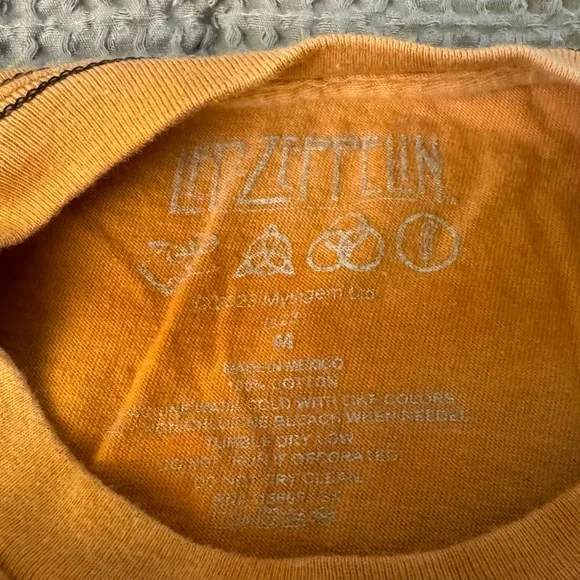 LED ZEPPELIN
©2023 Mythgem Ltd
M
MADE IN MEXICO
100% COTTON
MACHINE WASH COLD WITH LIKE COLORS
NON-CHLORINE BLEACH WHEN NEEDED
TUMBLE DRY LOW
DO NOT IRON IF DECORATED
DO NOT DRY CLEAN